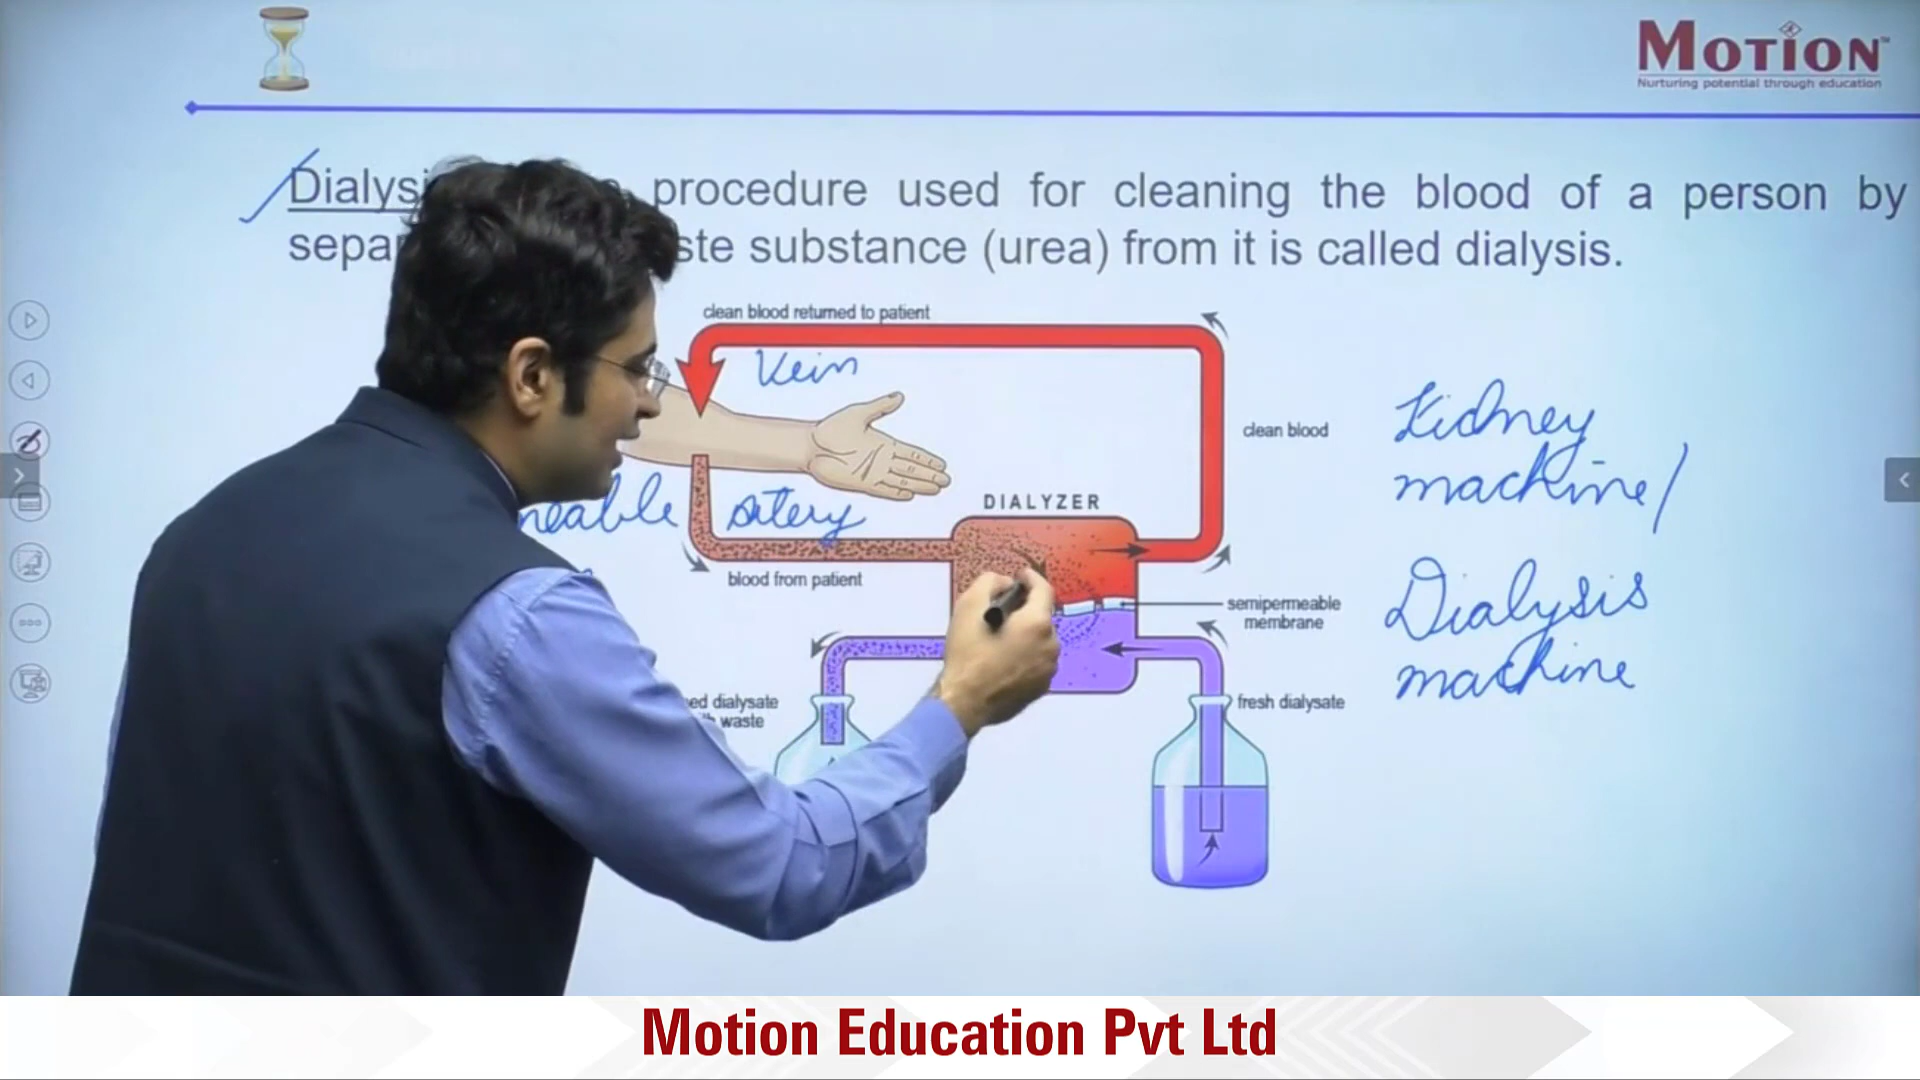 MOTION
Nurturing potential through education
Dialysi procedure used for cleaning the blood of a person by
sepa ste substance (urea) from it is called dialysis.
clean blood returned to patient
Vein
clean blood
Kidney
machine/
DIALYZER
neable artery
blood from patient
semipermeable
membrane
Dialysis
machine
ed dialysate
waste
fresh dialysate
Motion Education Pvt Ltd